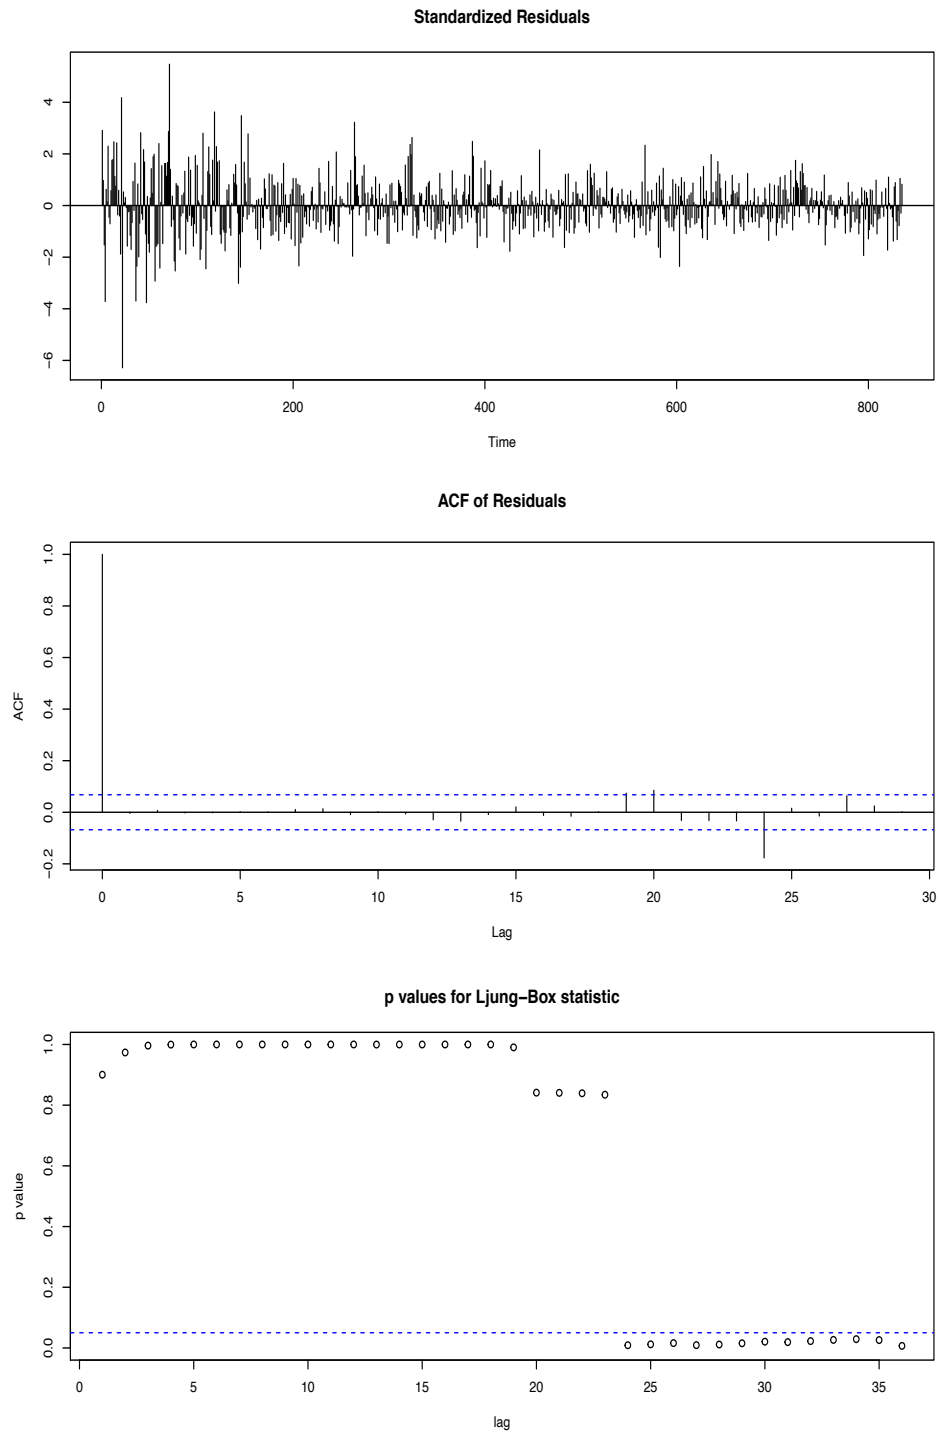 Standardized Residuals
4
2
0
−2
−4
−6
0 200 400 600 800
Time
ACF of Residuals
ACF
1.0
0.8
0.6
0.4
0.2
0.0
−0.2
0 5 10 15 20 25 30
Lag
p values for Ljung−Box statistic
p value
1.0
0.8
0.6
0.4
0.2
0.0
0 5 10 15 20 25 30 35
lag